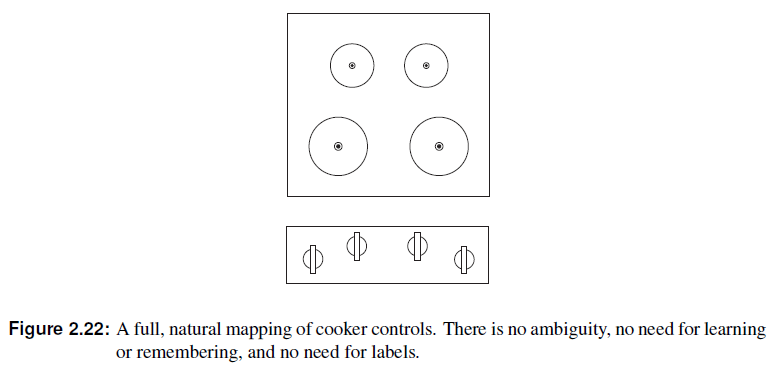 Figure 2.22: A full, natural mapping of cooker controls. There is no ambiguity, no need for learning
or remembering, and no need for labels.